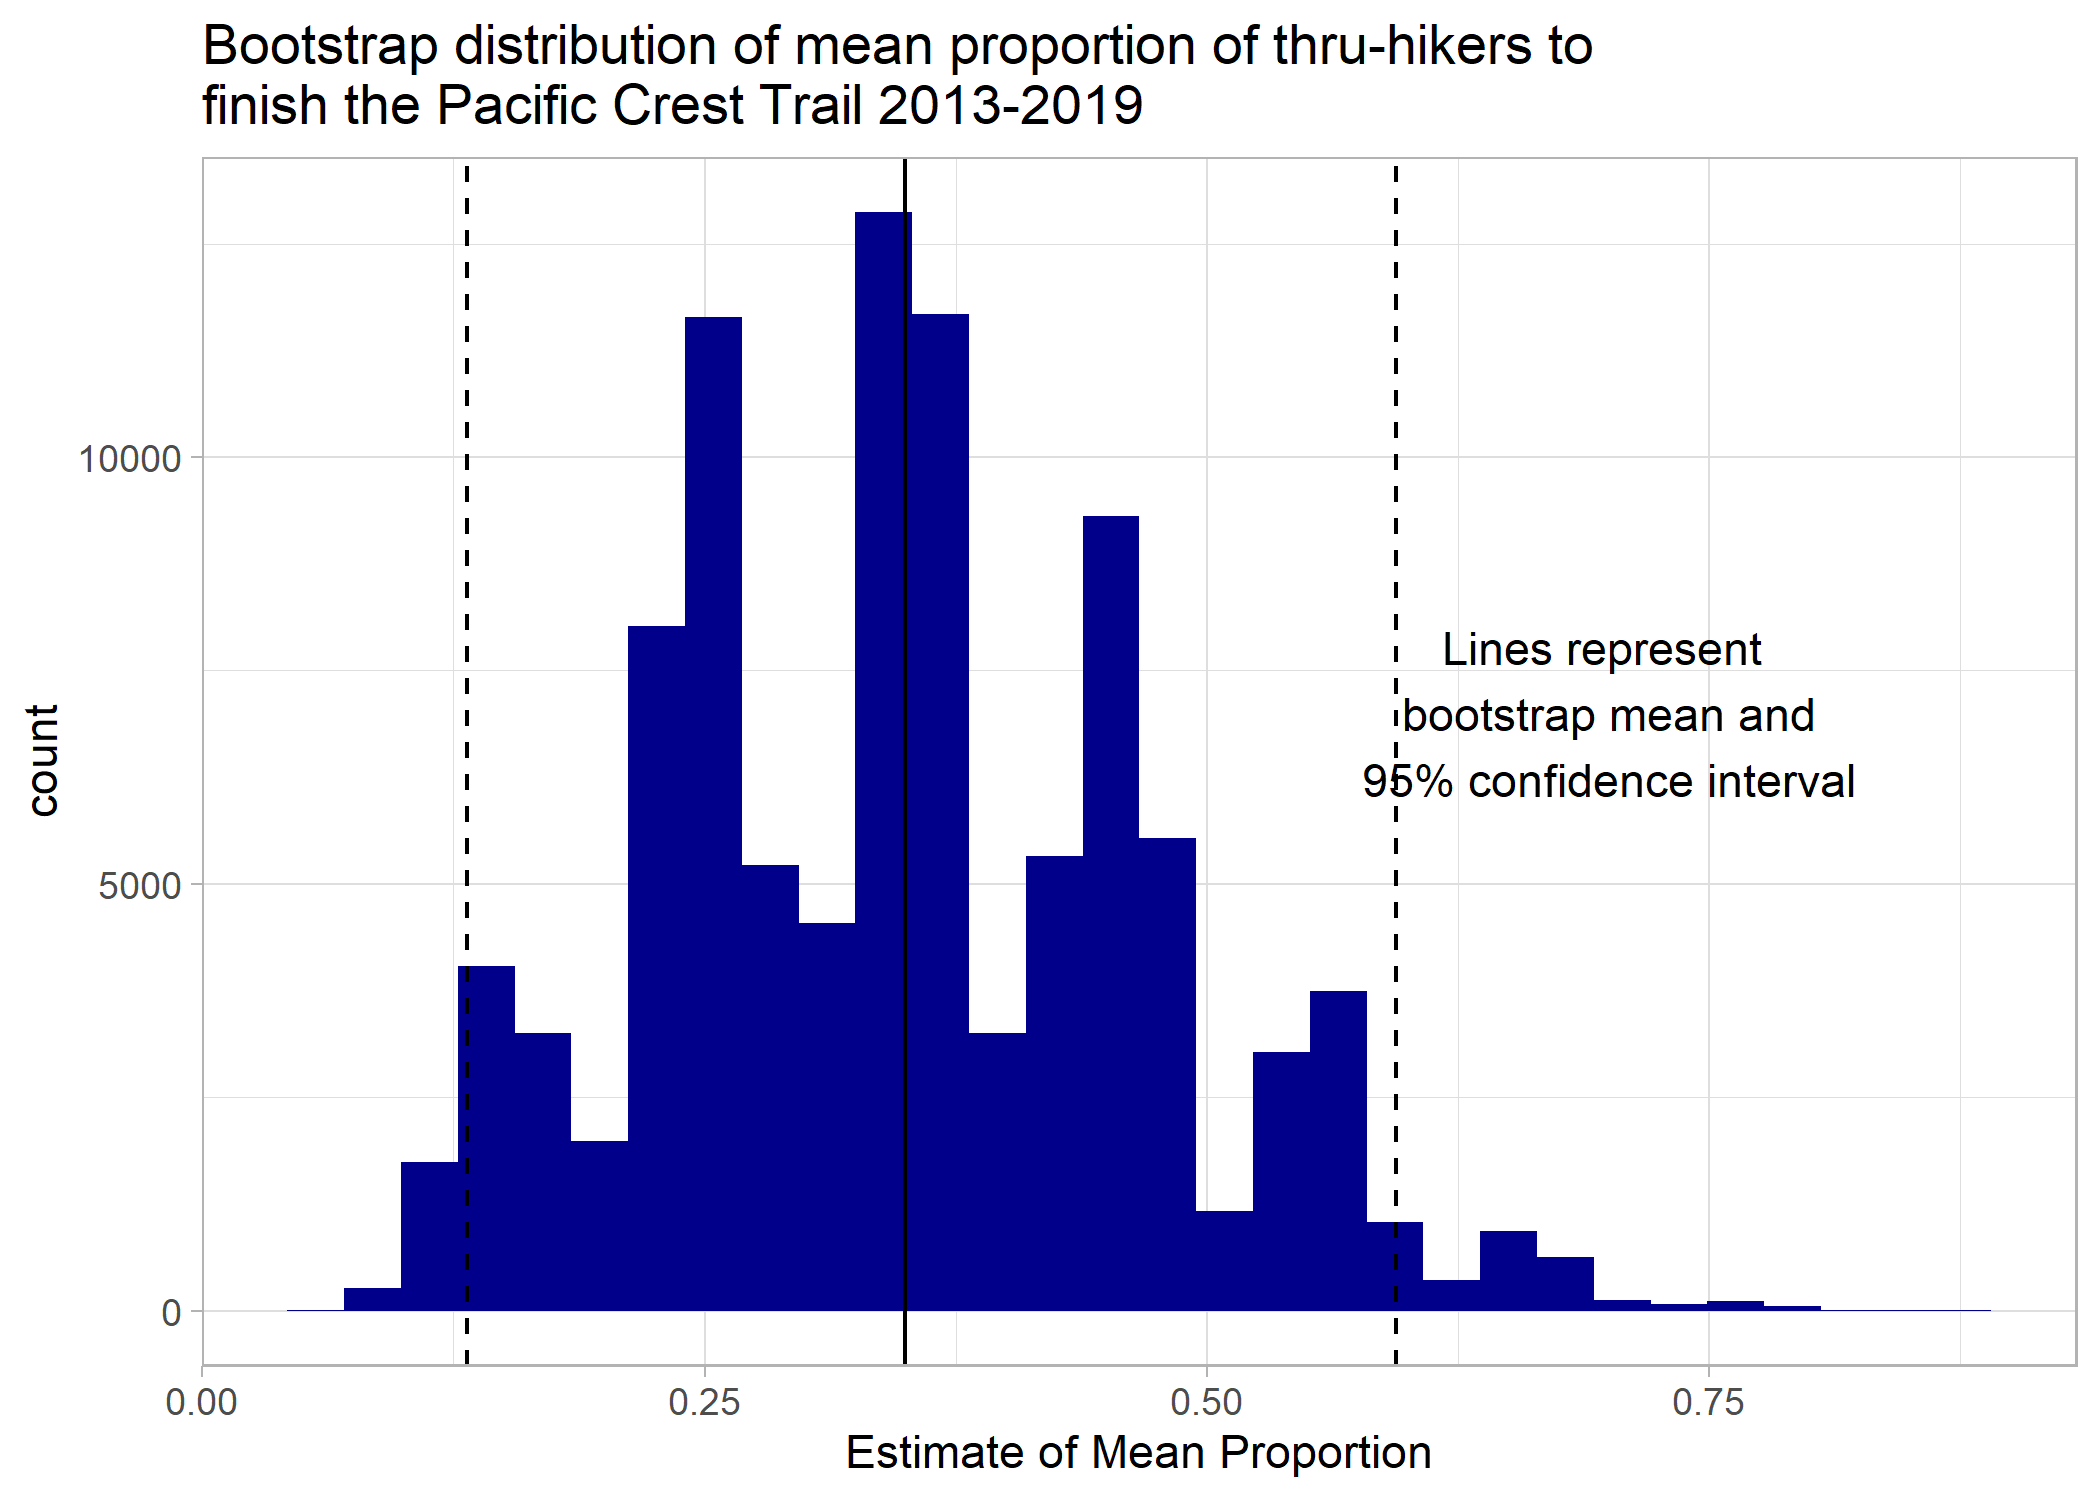 Bootstrap distribution of mean proportion of thru-hikers to
finish the Pacific Crest Trail 2013-2019
10000
5000
0
count
Lines represent
bootstrap mean and
95% confidence interval
0.00
0.25
0.50
0.75
Estimate of Mean Proportion